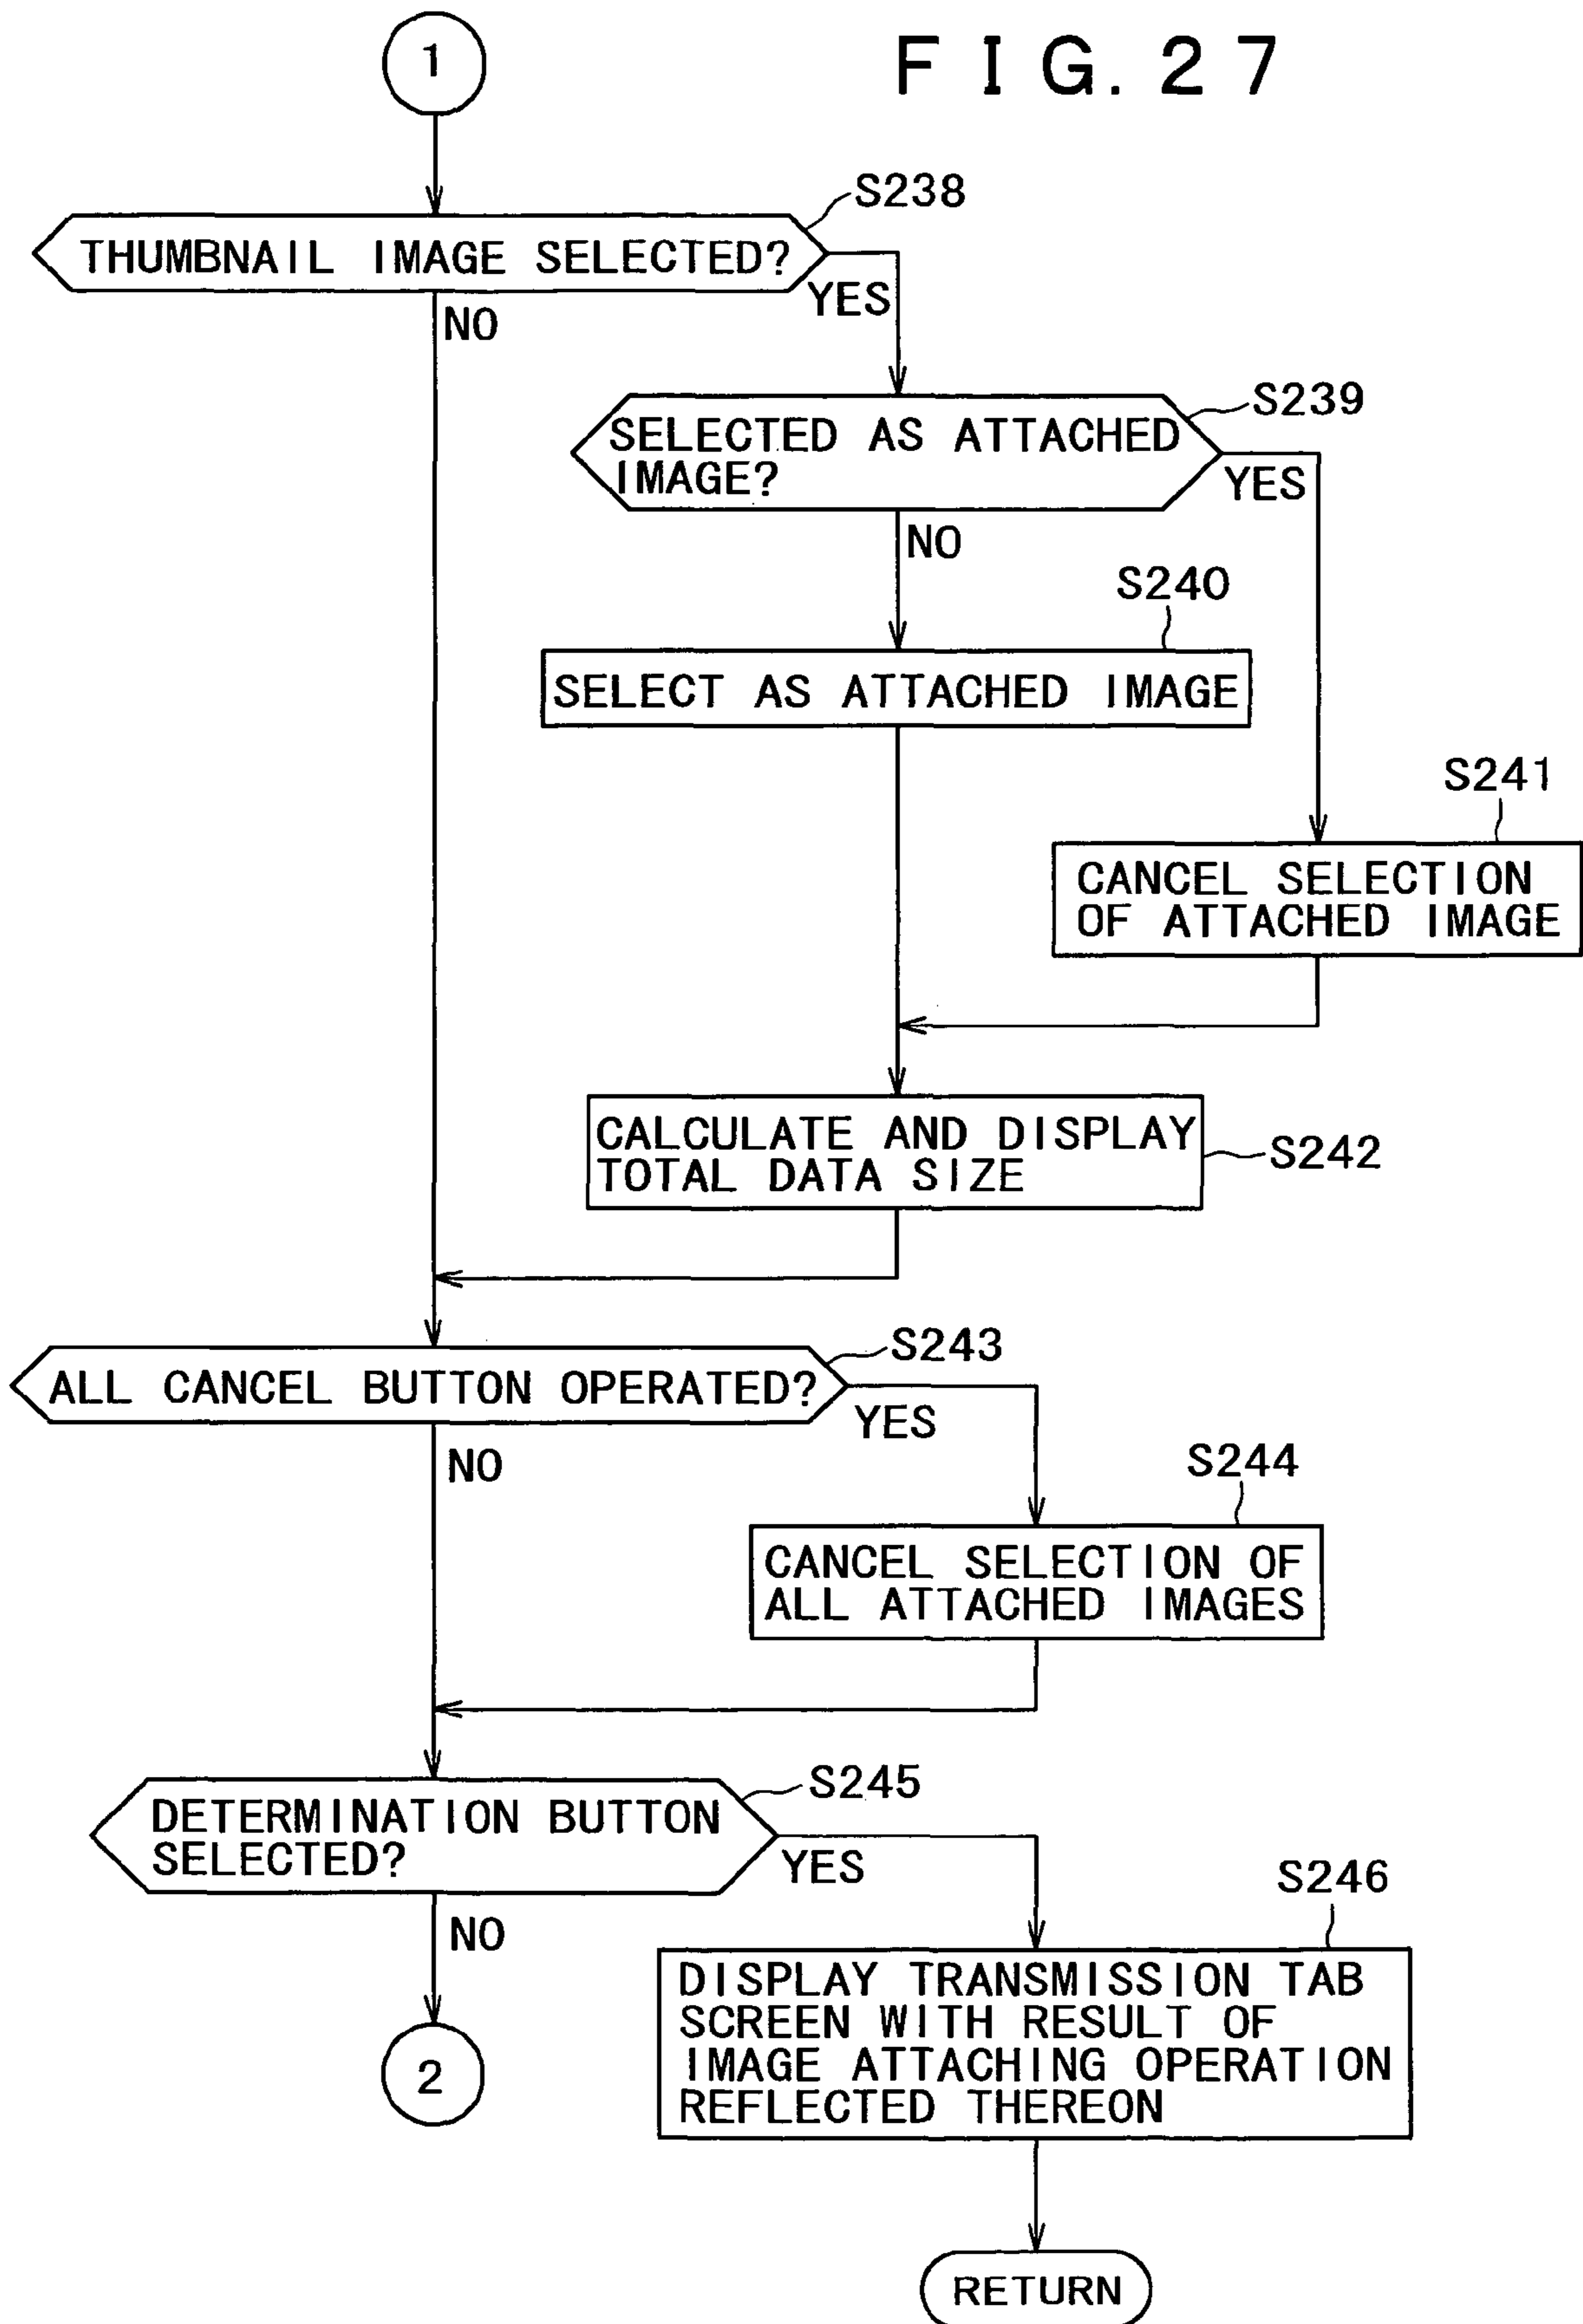 1
FIG. 27
S238
THUMBNAIL IMAGE SELECTED?
YES
NO
S239
SELECTED AS ATTACHED
IMAGE?
YES
NO
S240
SELECT AS ATTACHED IMAGE
S241
CANCEL SELECTION
OF ATTACHED IMAGE
CALCULATE AND DISPLAY
TOTAL DATA SIZE
S242
S243
ALL CANCEL BUTTON OPERATED?
YES
NO
S244
CANCEL SELECTION OF
ALL ATTACHED IMAGES
S245
DETERMINATION BUTTON
SELECTED?
YES
NO
S246
DISPLAY TRANSMISSION TAB
SCREEN WITH RESULT OF
IMAGE ATTACHING OPERATION
REFLECTED THEREON
2
RETURN